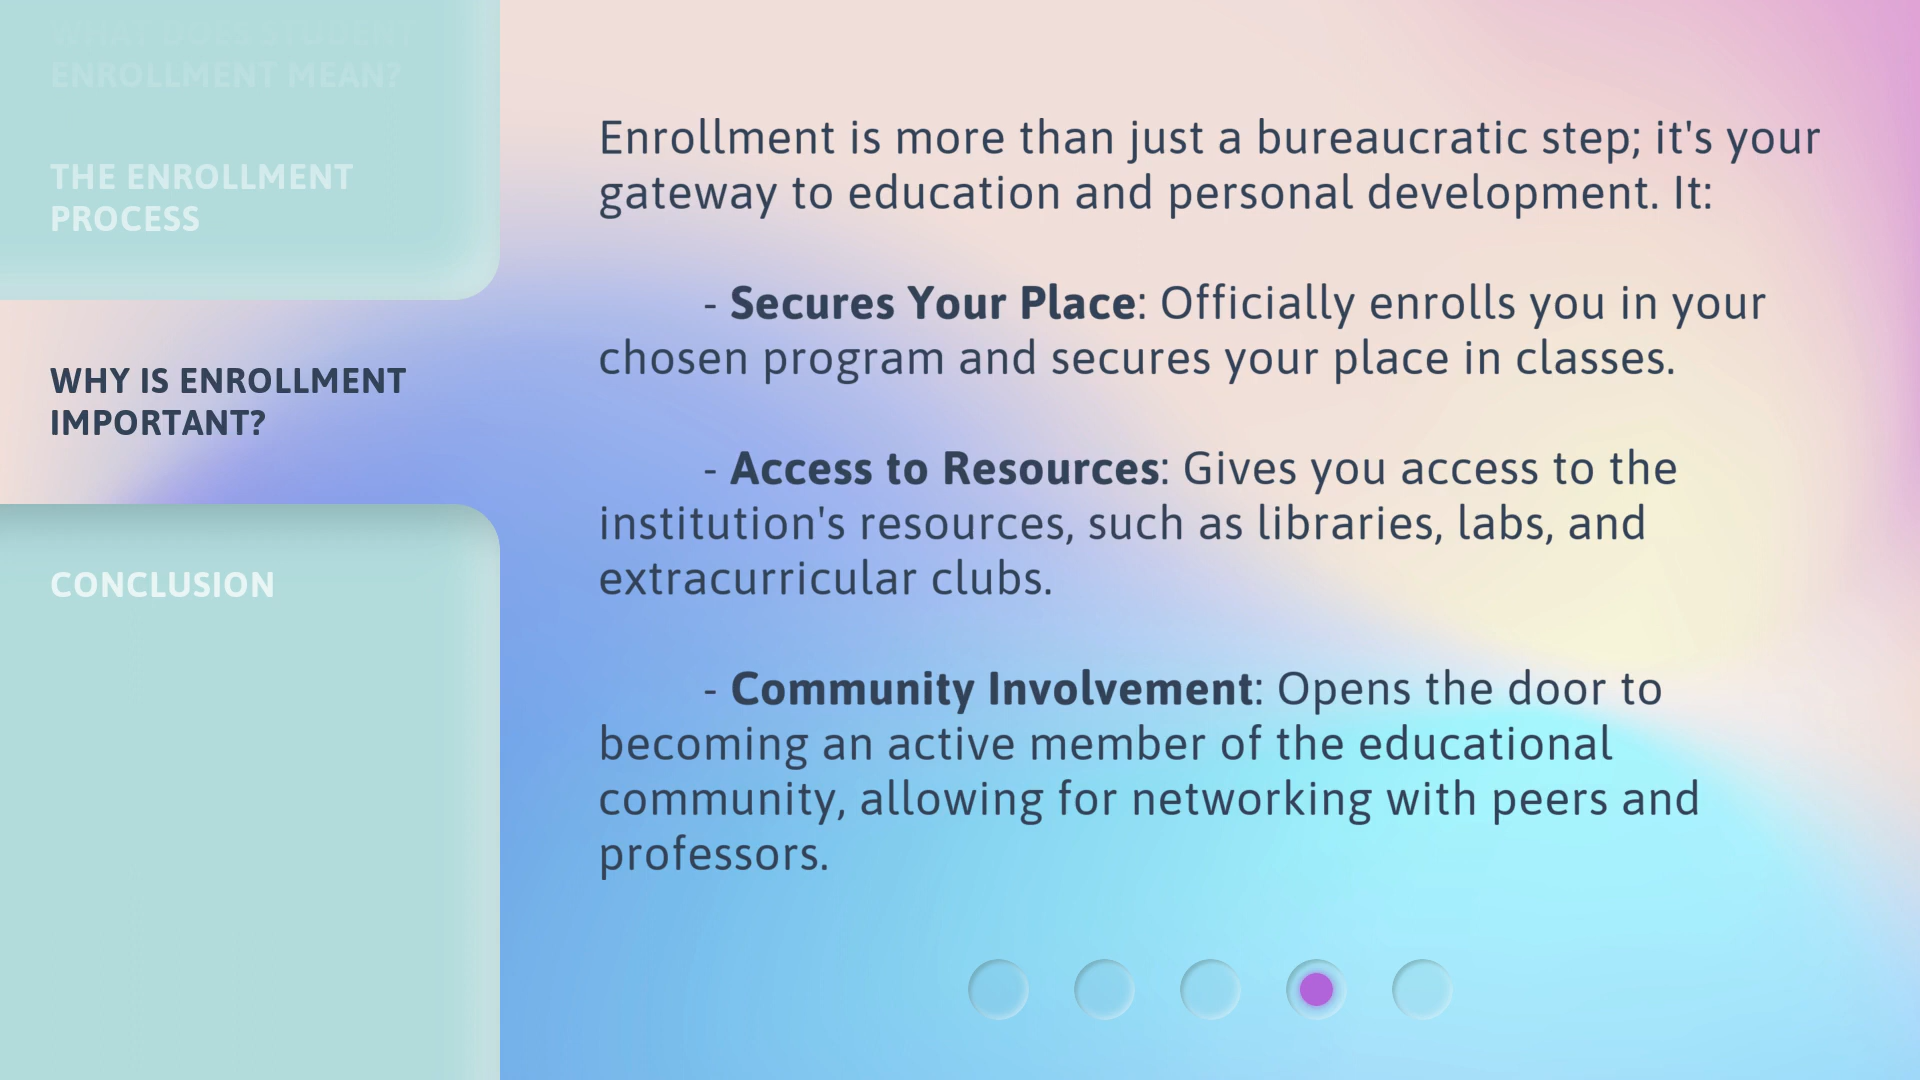 WHAT DOES STUDENT
ENROLLMENT MEAN?
THE ENROLLMENT
PROCESS
WHY IS ENROLLMENT
IMPORTANT?
CONCLUSION
Enrollment is more than just a bureaucratic step; it's your
gateway to education and personal development. It:
- Secures Your Place: Officially enrolls you in your
chosen program and secures your place in classes.
- Access to Resources: Gives you access to the
institution's resources, such as libraries, labs, and
extracurricular clubs.
- Community Involvement: Opens the door to
becoming an active member of the educational
community, allowing for networking with peers and
professors.